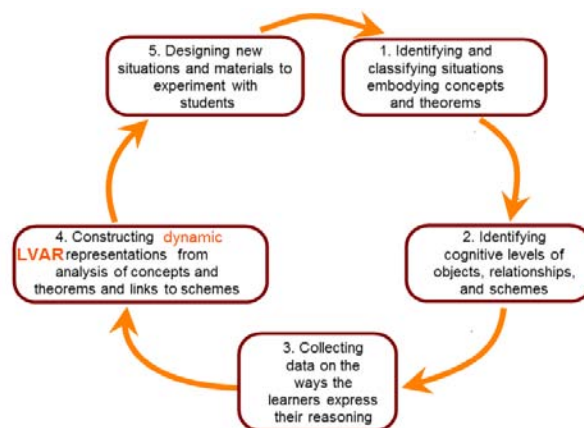 5. Designing new
situations and materials to
experiment with
students
1. Identifying and
classifying situations
embodying concepts
and theorems
2. Identifying
cognitive levels of
objects, relationships,
and schemes
3. Collecting
data on the
ways the
learners express
their reasoning
4. Constructing dynamic
LVAR representations from
analysis of concepts and
theorems and links to schemes